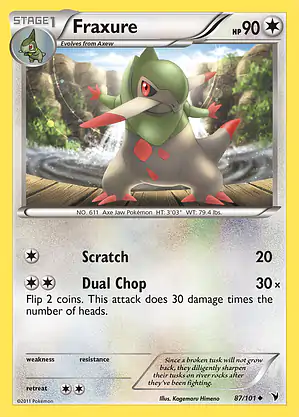 STAGE1 Fraxure HP 90
Evolves from Axew
NO. 611 Axe Jaw Pokémon HT: 3'03" WT: 79.4 lbs.
Scratch 20
Dual Chop 30×
Flip 2 coins. This attack does 30 damage times
the number of heads.
weakness resistance
retreat
Since a broken tusk will not grow
back, they diligently sharpen
their tusks on river rocks after
they've been fighting.
©2011 Pokémon
Illus. Kagemaru Himeno
87/101